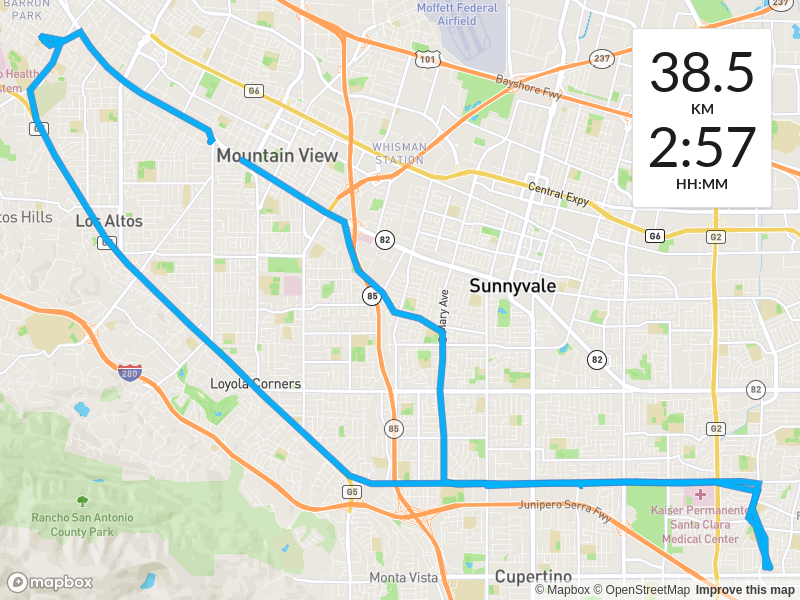 BARRON
PARK
Moffett Federal
Airfield
237
237
101
Bayshore Fwy
38.5
KM
2:57
HH:MM
o Health
stem
G6
WHISMAN
STATION
Mountain View
Central Expy
tos Hills
Los Altos
82
G6
G2
85
Mary Ave
Sunnyvale
82
280
Loyola Corners
82
85
G2
G5
Junipero Serra Fwy
Kaiser Permanente
Santa Clara
Medical Center
Rancho San Antonio
County Park
Monta Vista
Cupertino
mapbox
© Mapbox © OpenStreetMap Improve this map